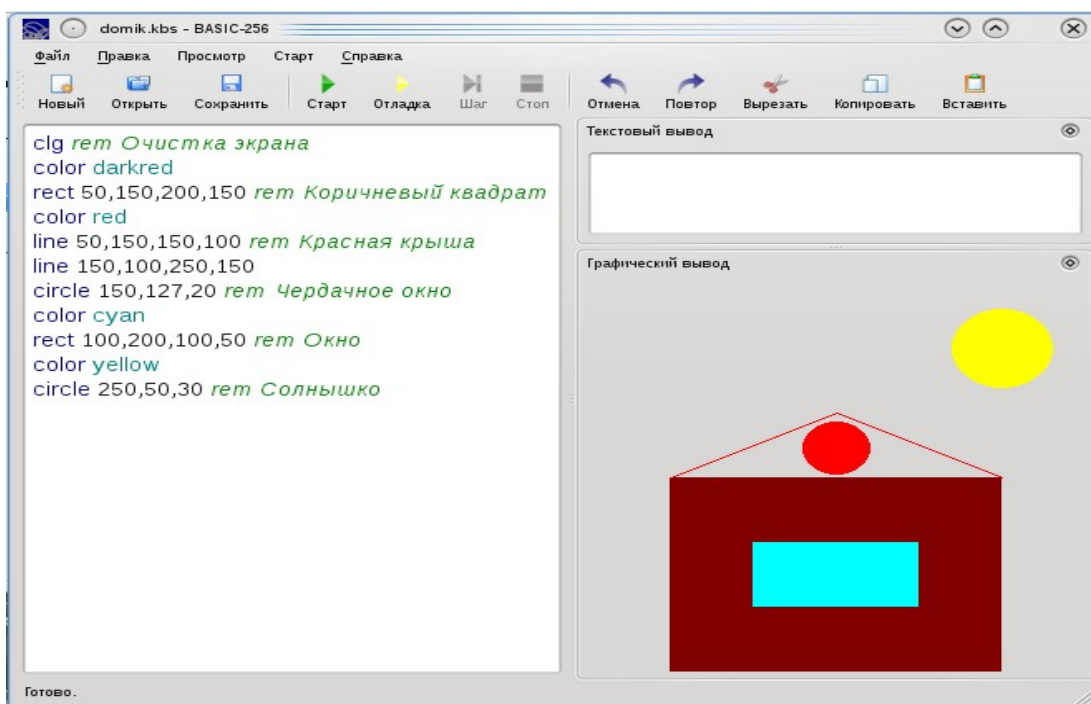 domik.kbs - BASIC-256
Файл Правка Просмотр Старт Справка
Новый Открыть Сохранить Старт Отладка Шаг Стоп Отмена Повтор Вырезать Копировать Вставить
clg rem Очистка экрана
color darkred
rect 50,150,200,150 rem Коричневый квадрат
color red
line 50,150,150,100 rem Красная крыша
line 150,100,250,150
circle 150,127,20 rem Чердачное окно
color cyan
rect 100,200,100,50 rem Окно
color yellow
circle 250,50,30 rem Солнышко
Текстовый вывод
Графический вывод
Готово.